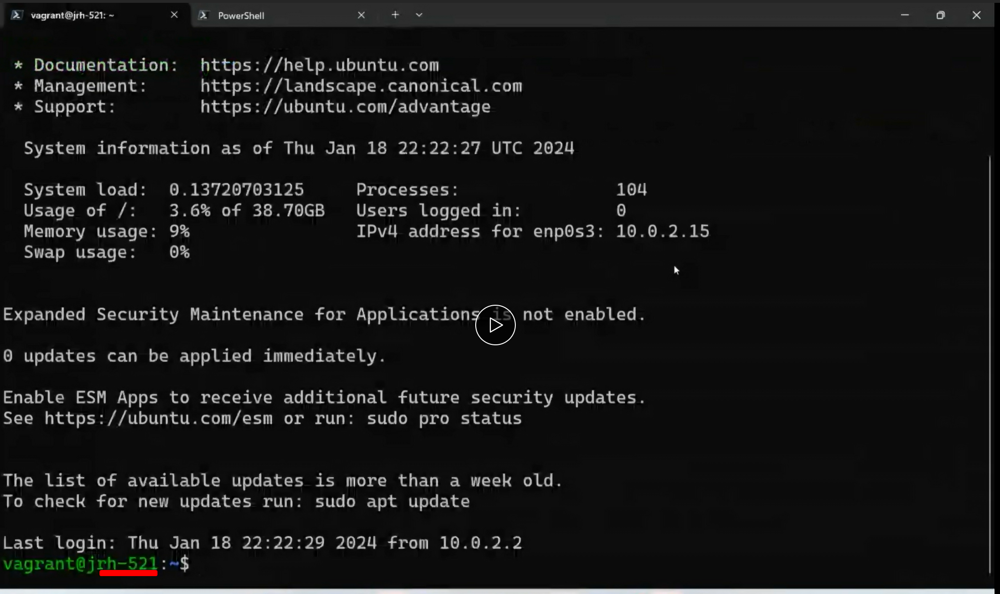 vagrant@jrh-521: ~ PowerShell
* Documentation: https://help.ubuntu.com
* Management: https://landscape.canonical.com
* Support: https://ubuntu.com/advantage
System information as of Thu Jan 18 22:22:27 UTC 2024
System load: 0.13720703125 Processes: 104
Usage of /: 3.6% of 38.70GB Users logged in: 0
Memory usage: 9% IPv4 address for enp0s3: 10.0.2.15
Swap usage: 0%
Expanded Security Maintenance for Applications is not enabled.
0 updates can be applied immediately.
Enable ESM Apps to receive additional future security updates.
See https://ubuntu.com/esm or run: sudo pro status
The list of available updates is more than a week old.
To check for new updates run: sudo apt update
Last login: Thu Jan 18 22:22:29 2024 from 10.0.2.2
vagrant@jrh-521:~$